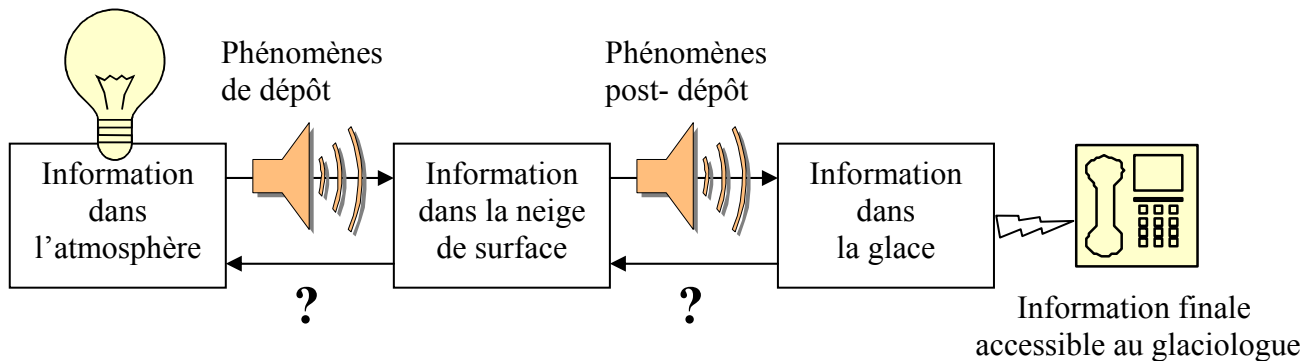 Phénomènes
de dépôt
Phénomènes
post- dépôt
Information
dans
l’atmosphère
Information
dans la neige
de surface
Information
dans
la glace
?
?
Information finale
accessible au glaciologue